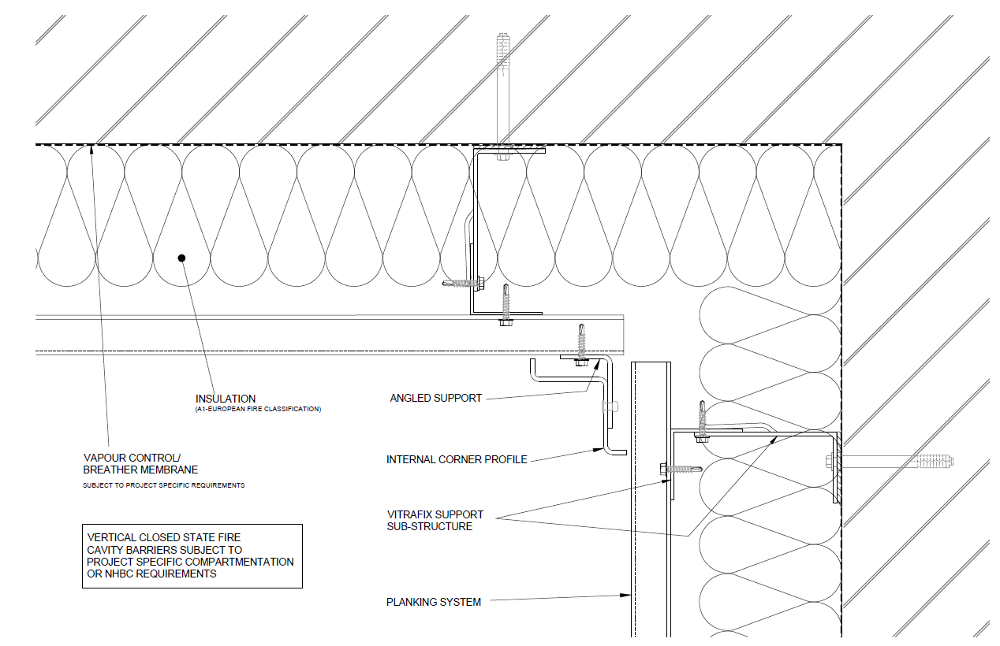 INSULATION
(A1-EUROPEAN FIRE CLASSIFICATION)
ANGLED SUPPORT
VAPOUR CONTROL/
BREATHER MEMBRANE
SUBJECT TO PROJECT SPECIFIC REQUIREMENTS
INTERNAL CORNER PROFILE
VITRAFIX SUPPORT
SUB-STRUCTURE
VERTICAL CLOSED STATE FIRE
CAVITY BARRIERS SUBJECT TO
PROJECT SPECIFIC COMPARTMENTATION
OR NHBC REQUIREMENTS
PLANKING SYSTEM